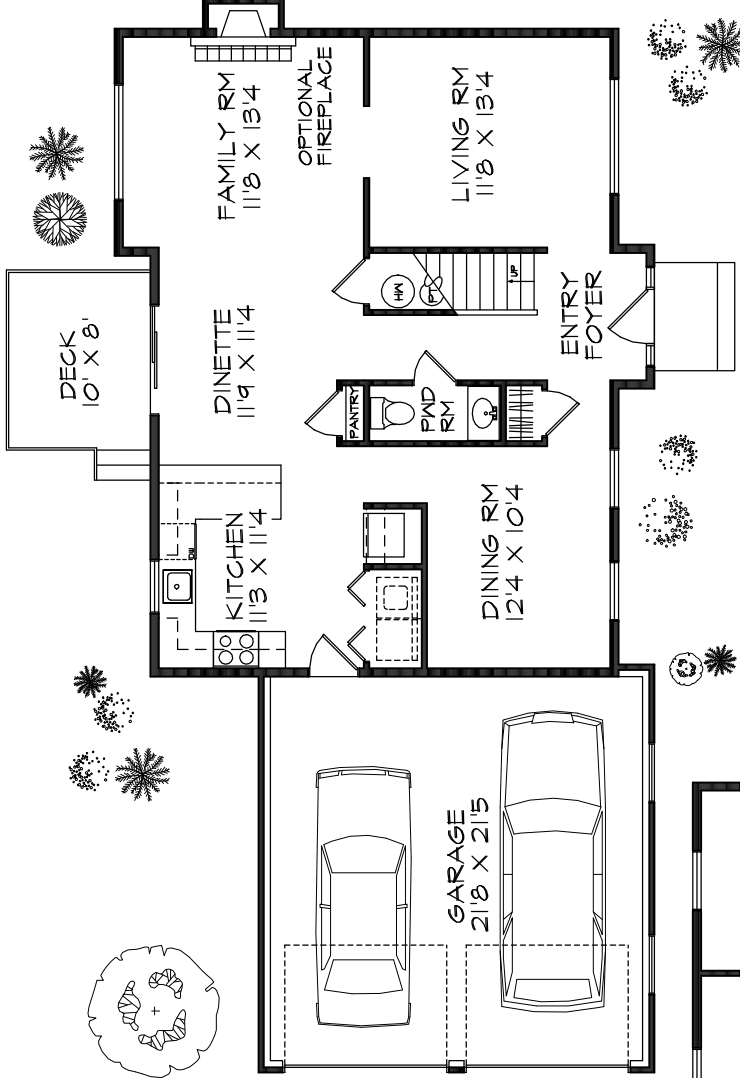 FAMILY RM
11'8 X 13'4
OPTIONAL
FIREPLACE
LIVING RM
11'8 X 13'4
WH
UP
ENTRY
FOYER
DECK
10' X 8'
DINETTE
11'9 X 11'4
PANTRY
PWD
RM
KITCHEN
11'3 X 11'4
DW
DINING RM
12'4 X 10'4
GARAGE
21'8 X 21'5